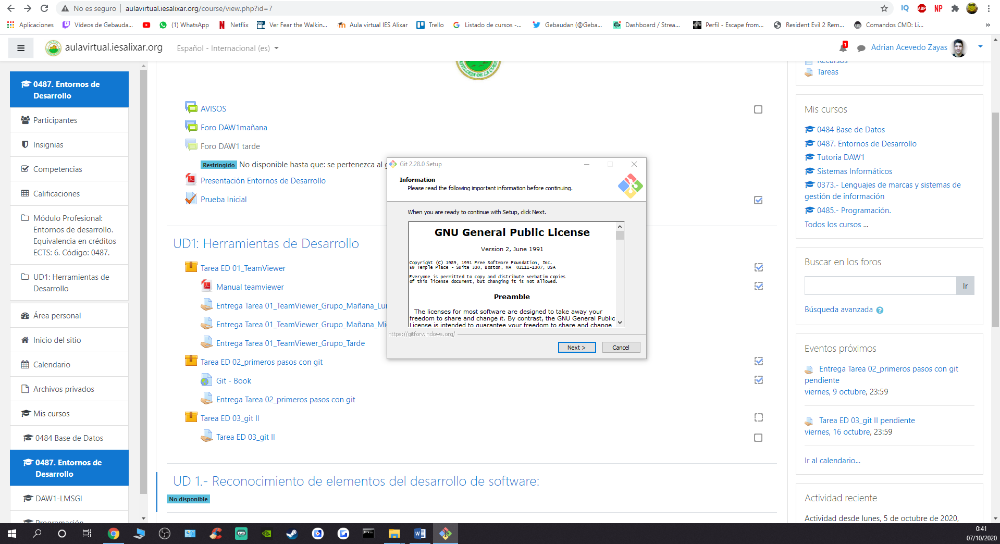 No es seguro
aulavirtual.iesalixar.org/course/view.php?id=7
IQ
ABP
NP
Aplicaciones
Vídeos de Gebauda...
(1) WhatsApp
Netflix
Ver Fear the Walkin...
Aula virtual IES Alixar
Trello
Listado de cursos -...
Gebaudan (@Geba...
Dashboard / Strea...
Perfil - Escape from...
Resident Evil 2 Rem...
Comandos CMD: Li...
»
aulavirtual.iesalixar.org
Español - Internacional (es)
1
Adrian Acevedo Zayas
0487. Entornos de
Desarrollo
Participantes
Insignias
Competencias
Calificaciones
Módulo Profesional:
Entornos de desarrollo.
Equivalencia en créditos
ECTS: 6. Código: 0487.
UD1: Herramientas de
Desarrollo
Área personal
Inicio del sitio
Calendario
Archivos privados
Mis cursos
0484 Base de Datos
0487. Entornos de
Desarrollo
DAW1-LMSGI
Programación
AVISOS
Foro DAW1mañana
Foro DAW1 tarde
Restringido No disponible hasta que: se pertenezca al g
Presentación Entornos de Desarrollo
Prueba Inicial
UD1: Herramientas de Desarrollo
Tarea ED 01_TeamViewer
Manual teamviewer
Entrega Tarea 01_TeamViewer_Grupo_Mañana_Lu
Entrega Tarea 01_TeamViewer_Grupo_Mañana_Mi
Entrega Tarea 01_TeamViewer_Grupo_Tarde
Tarea ED 02_primeros pasos con git
Git - Book
Entrega Tarea 02_primeros pasos con git
Tarea ED 03_git II
Tarea ED 03_git II
UD 1.- Reconocimiento de elementos del desarrollo de software:
No disponible
Git 2.28.0 Setup
Information
Please read the following important information before continuing.
When you are ready to continue with Setup, click Next.
GNU General Public License
Version 2, June 1991
Copyright (C) 1989, 1991 Free Software Foundation, Inc.
59 Temple Place - Suite 330, Boston, MA  02111-1307, USA
Everyone is permitted to copy and distribute verbatim copies
of this license document, but changing it is not allowed.
Preamble
The licenses for most software are designed to take away your
freedom to share and change it. By contrast, the GNU General Public
License is intended to guarantee your freedom to share and change
https://gitforwindows.org/
Next >
Cancel
Recursos
Tareas
Mis cursos
0484 Base de Datos
0487. Entornos de Desarrollo
Tutoria DAW1
Sistemas Informáticos
0373.- Lenguajes de marcas y sistemas de
gestión de información
0485.- Programación.
Todos los cursos ...
Buscar en los foros
Ir
Búsqueda avanzada
Eventos próximos
Entrega Tarea 02_primeros pasos con git
pendiente
viernes, 9 octubre, 23:59
Tarea ED 03_git II pendiente
viernes, 16 octubre, 23:59
Ir al calendario...
Actividad reciente
Actividad desde lunes, 5 de octubre de 2020,
0:41
07/10/2020